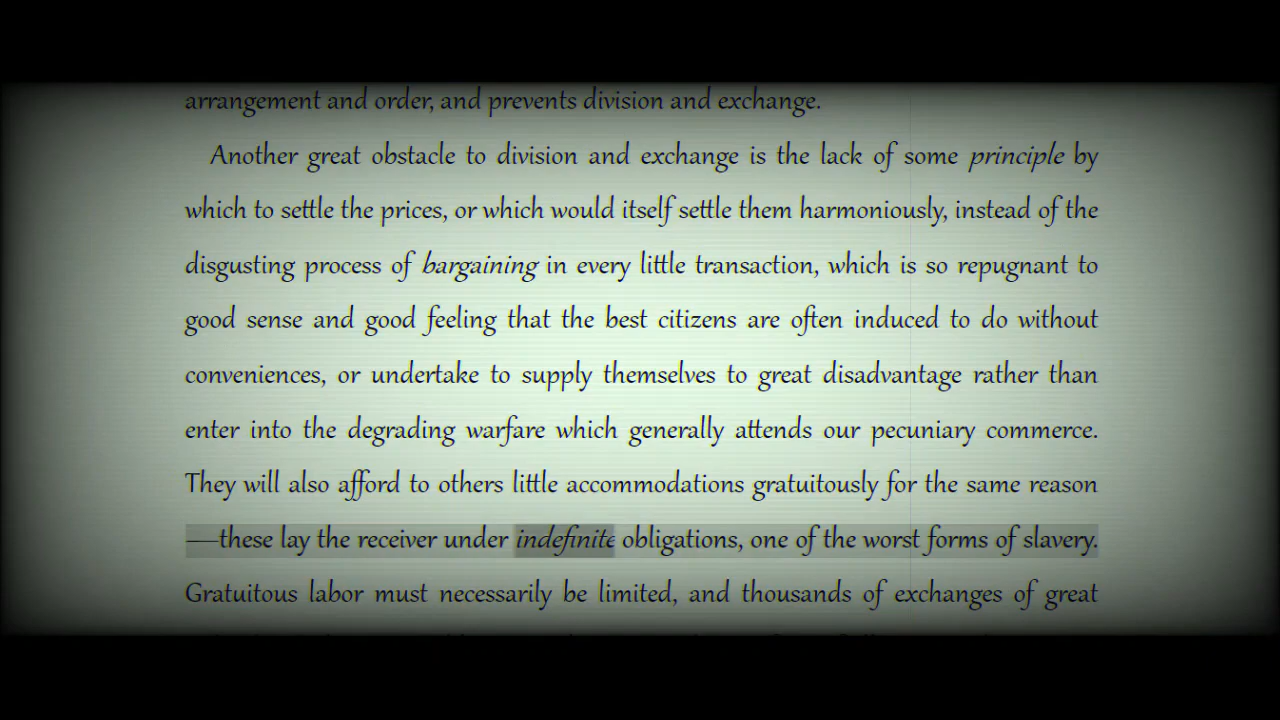 arrangement and order, and prevents division and exchange.
Another great obstacle to division and exchange is the lack of some principle by
which to settle the prices, or which would itself settle them harmoniously, instead of the
disgusting process of bargaining in every little transaction, which is so repugnant to
good sense and good feeling that the best citizens are often induced to do without
conveniences, or undertake to supply themselves to great disadvantage rather than
enter into the degrading warfare which generally attends our pecuniary commerce.
They will also afford to others little accommodations gratuitously for the same reason
—these lay the receiver under indefinite obligations, one of the worst forms of slavery.
Gratuitous labor must necessarily be limited, and thousands of exchanges of great